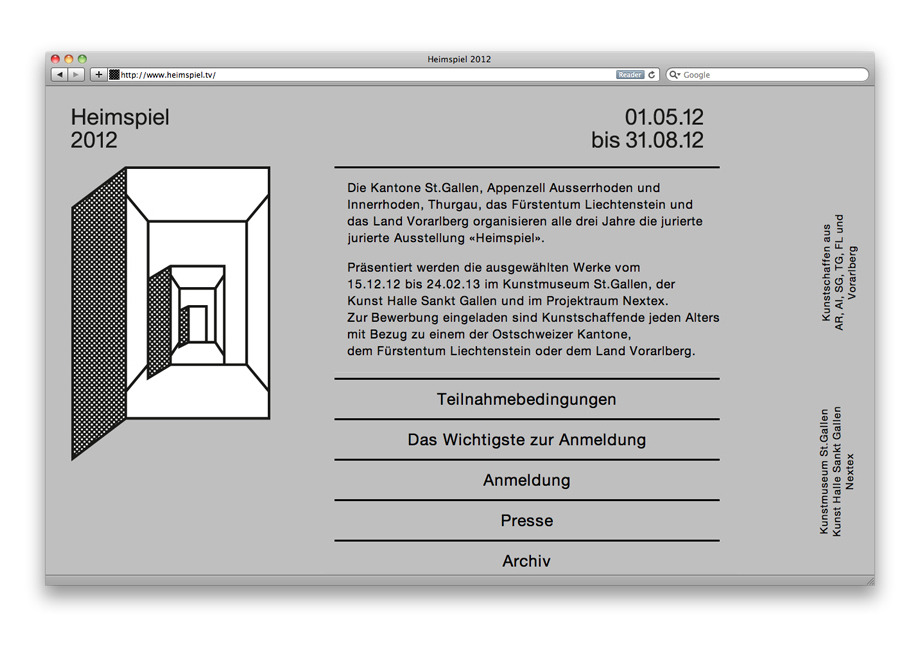 Heimspiel 2012
http://www.heimspiel.tv/
Reader
Google
Heimspiel
2012
01.05.12
bis 31.08.12
Die Kantone St.Gallen, Appenzell Ausserrhoden und
Innerrhoden, Thurgau, das Fürstentum Liechtenstein und
das Land Vorarlberg organisieren alle drei Jahre die jurierte
jurierte Ausstellung «Heimspiel».
Präsentiert werden die ausgewählten Werke vom
15.12.12 bis 24.02.13 im Kunstmuseum St.Gallen, der
Kunst Halle Sankt Gallen und im Projektraum Nextex.
Zur Bewerbung eingeladen sind Kunstschaffende jeden Alters
mit Bezug zu einem der Ostschweizer Kantone,
dem Fürstentum Liechtenstein oder dem Land Vorarlberg.
Teilnahmebedingungen
Das Wichtigste zur Anmeldung
Anmeldung
Presse
Archiv
Kunstschaffen aus
AR, AI, SG, TG, FL und
Vorarlberg
Kunstmuseum St.Gallen
Kunst Halle Sankt Gallen
Nextex